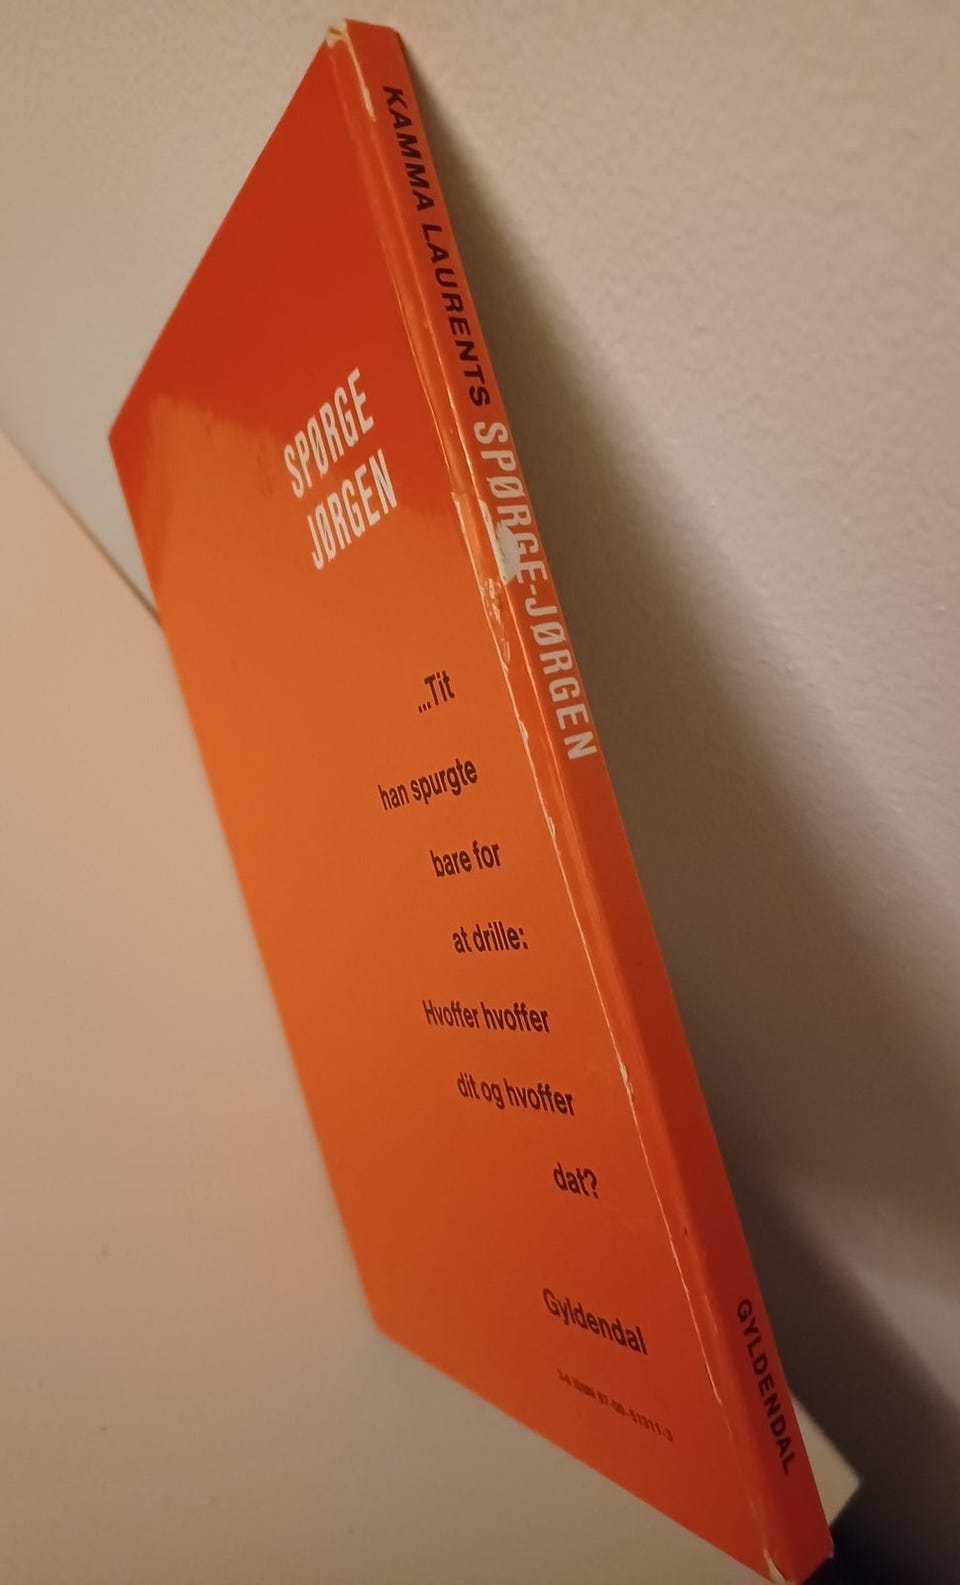 KAMMA LAURENTS SPØRGE-JØRGEN
GYLDENDAL
SPØRGE
JØRGEN
...Tit
han spurgte
bare for
at drille:
Hvoffer hvoffer
dit og hvoffer
dat?
Gyldendal
ISBN